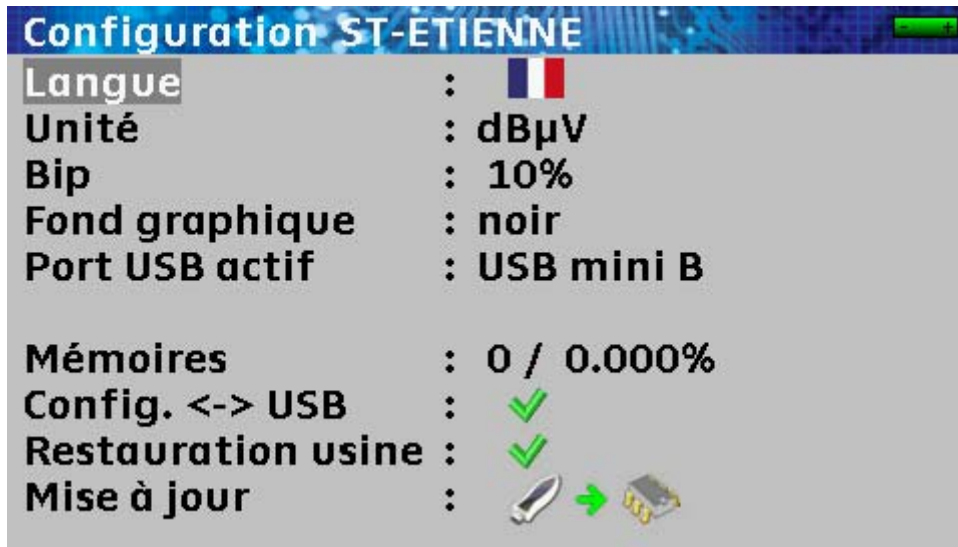 Configuration ST-ETIENNE
- +
Langue :
Unité : dBµV
Bip : 10%
Fond graphique : noir
Port USB actif : USB mini B
Mémoires : 0 / 0.000%
Config. <-> USB :
Restauration usine :
Mise à jour :